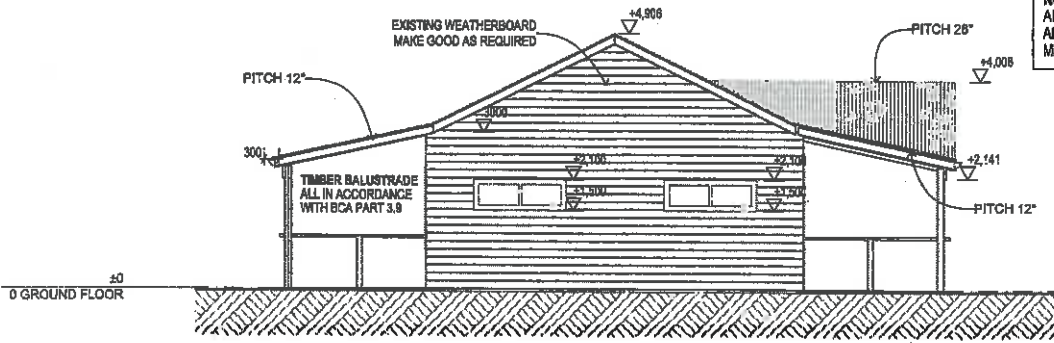 +4,906
EXISTING WEATHERBOARD
MAKE GOOD AS REQUIRED
PITCH 26°
+4,006
PITCH 12°
3000
300
+2,100
+2,100
+2,141
TIMBER BALUSTRADE
ALL IN ACCORDANCE
WITH BCA PART 3.9
+1,500
+1,500
PITCH 12°
±0
0 GROUND FLOOR